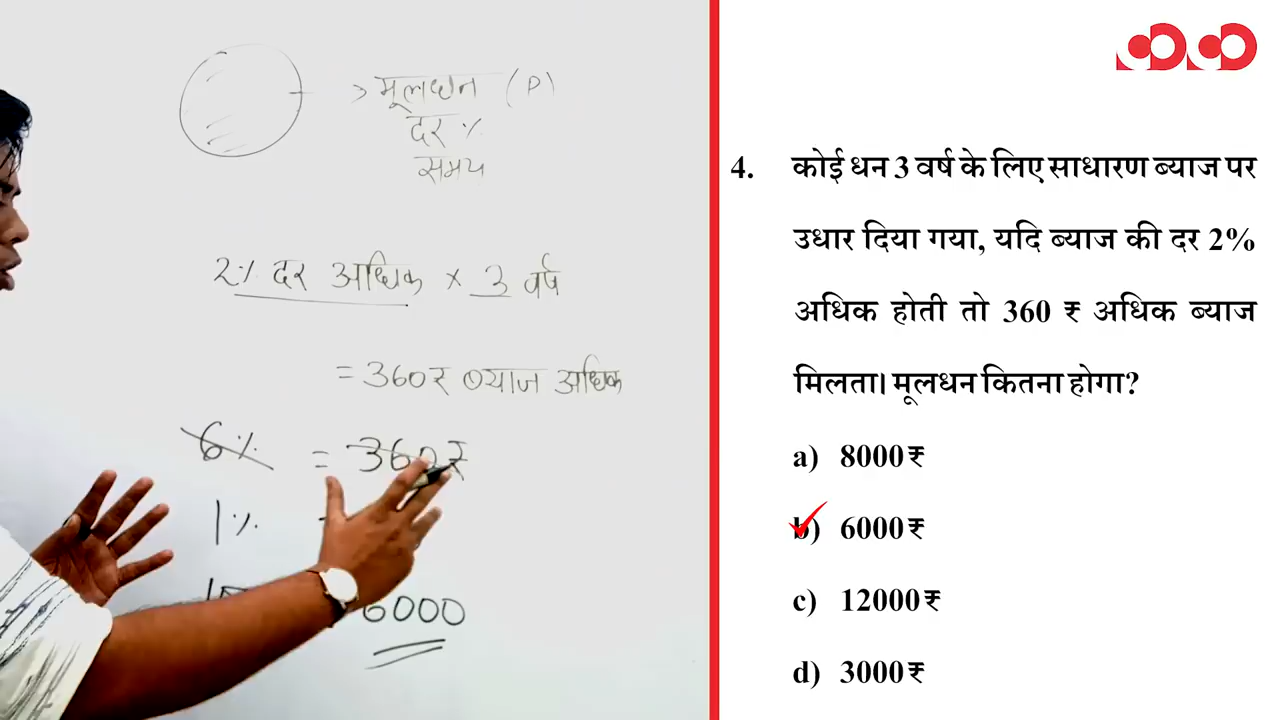 > मूलधन (P)
दर %
समय
2% दर अधिक × 3 वर्ष
= 360₹ ब्याज अधिक
6% = 360₹
1%
6000
4. कोई धन 3 वर्ष के लिए साधारण ब्याज पर
उधार दिया गया, यदि ब्याज की दर 2%
अधिक होती तो 360 ₹ अधिक ब्याज
मिलता। मूलधन कितना होगा?
a) 8000₹
b) 6000₹
c) 12000₹
d) 3000₹